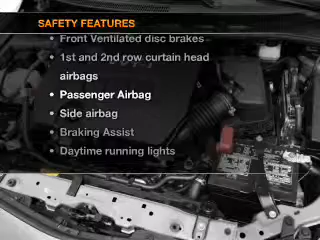 SAFETY FEATURES
• Front Ventilated disc brakes
• 1st and 2nd row curtain head
airbags
• Passenger Airbag
• Side airbag
• Braking Assist
• Daytime running lights